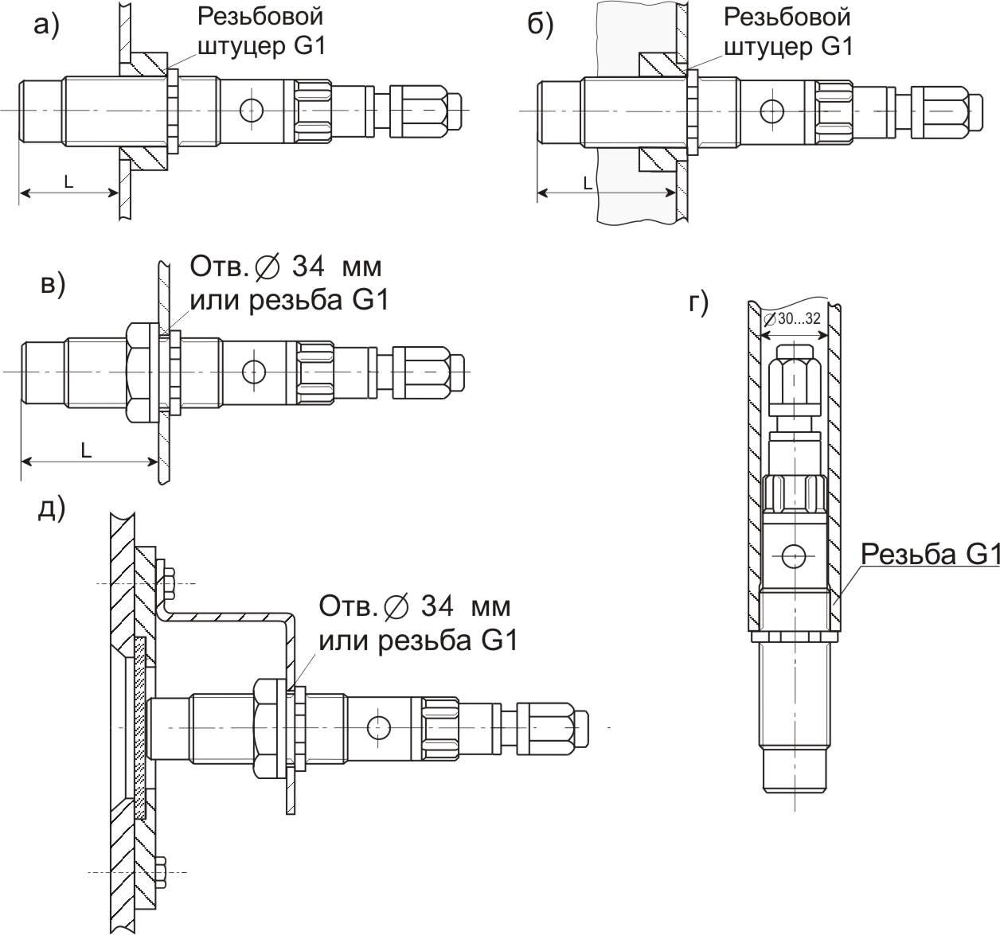 а)
Резьбовой
штуцер G1
L
б)
Резьбовой
штуцер G1
L
в)
Отв.∅ 34 мм
или резьба G1
L
г)
∅30...32
Резьба G1
д)
Отв.∅ 34 мм
или резьба G1